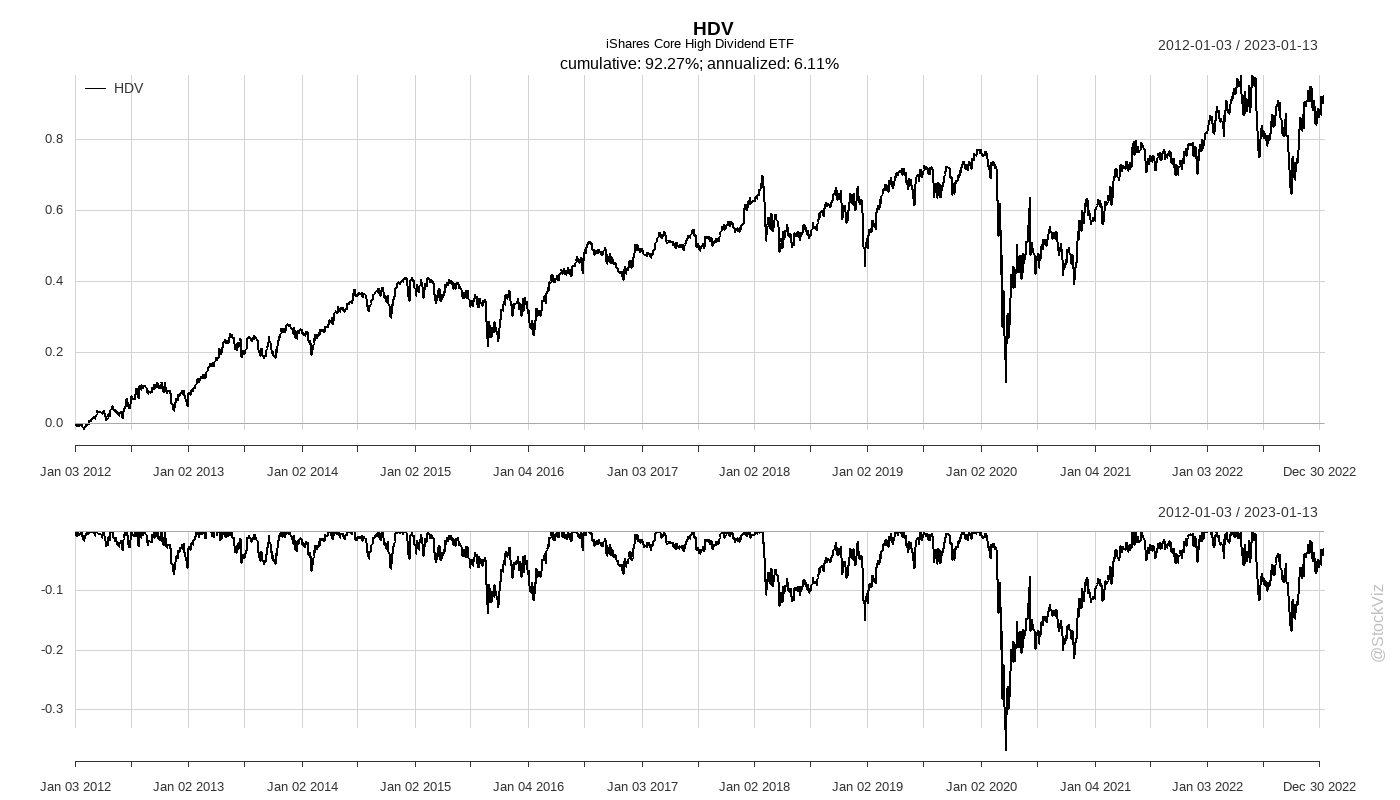 HDV
iShares Core High Dividend ETF
2012-01-03 / 2023-01-13
cumulative: 92.27%; annualized: 6.11%
HDV
0.8
0.6
0.4
0.2
0.0
Jan 03 2012 Jan 02 2013 Jan 02 2014 Jan 02 2015 Jan 04 2016 Jan 03 2017 Jan 02 2018 Jan 02 2019 Jan 02 2020 Jan 04 2021 Jan 03 2022 Dec 30 2022
2012-01-03 / 2023-01-13
-0.1
-0.2
-0.3
@StockViz
Jan 03 2012 Jan 02 2013 Jan 02 2014 Jan 02 2015 Jan 04 2016 Jan 03 2017 Jan 02 2018 Jan 02 2019 Jan 02 2020 Jan 04 2021 Jan 03 2022 Dec 30 2022